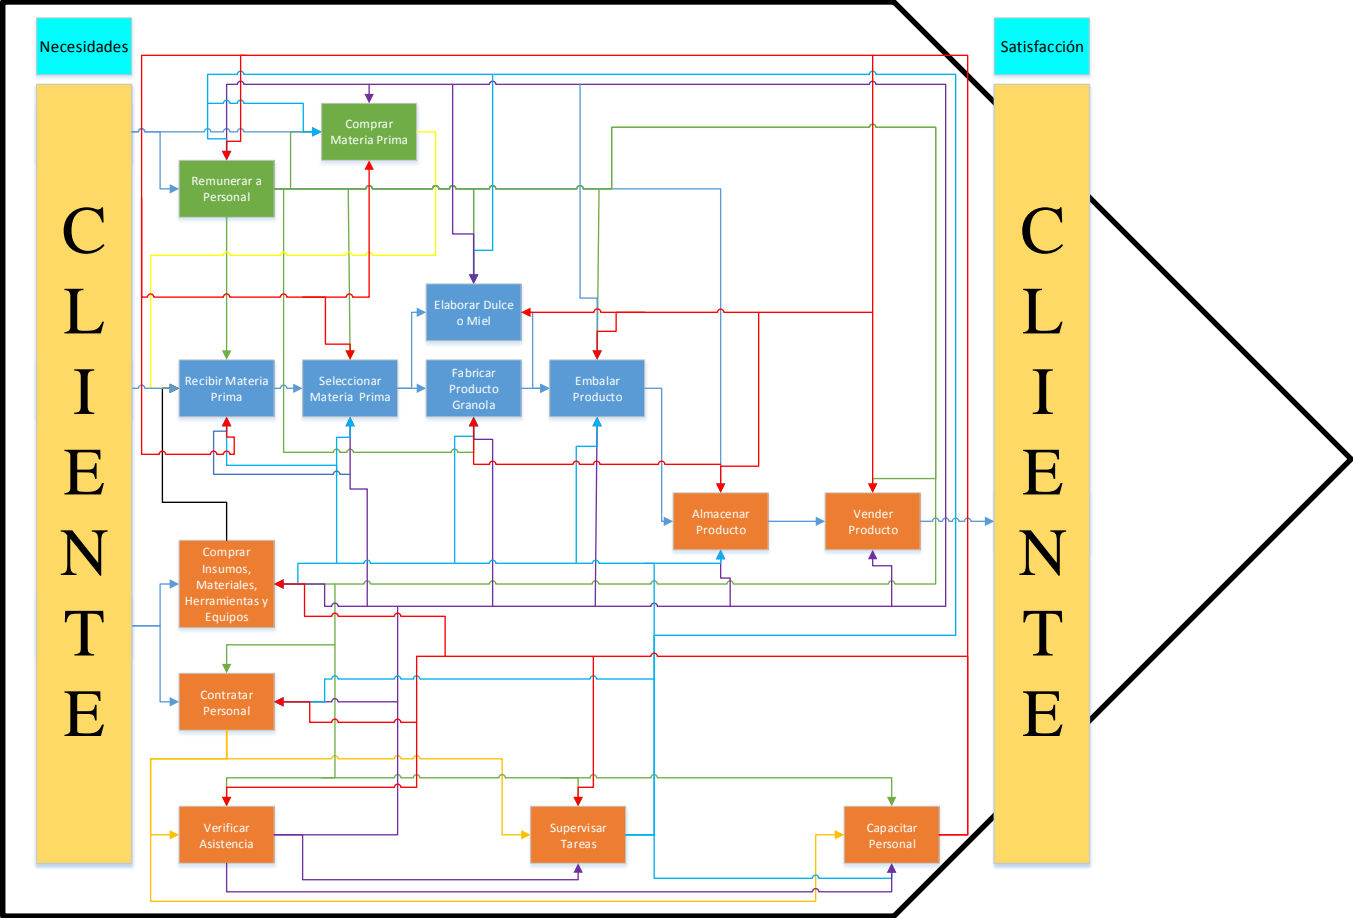 Necesidades
Satisfacción
C
L
I
E
N
T
E
Comprar
Materia Prima
Remunerar a
Personal
Elaborar Dulce
o Miel
Recibir Materia
Prima
Seleccionar
Materia Prima
Fabricar
Producto
Granola
Embalar
Producto
Almacenar
Producto
Vender
Producto
Comprar
Insumos,
Materiales,
Herramientas y
Equipos
Contratar
Personal
Verificar
Asistencia
Supervisar
Tareas
Capacitar
Personal
C
L
I
E
N
T
E